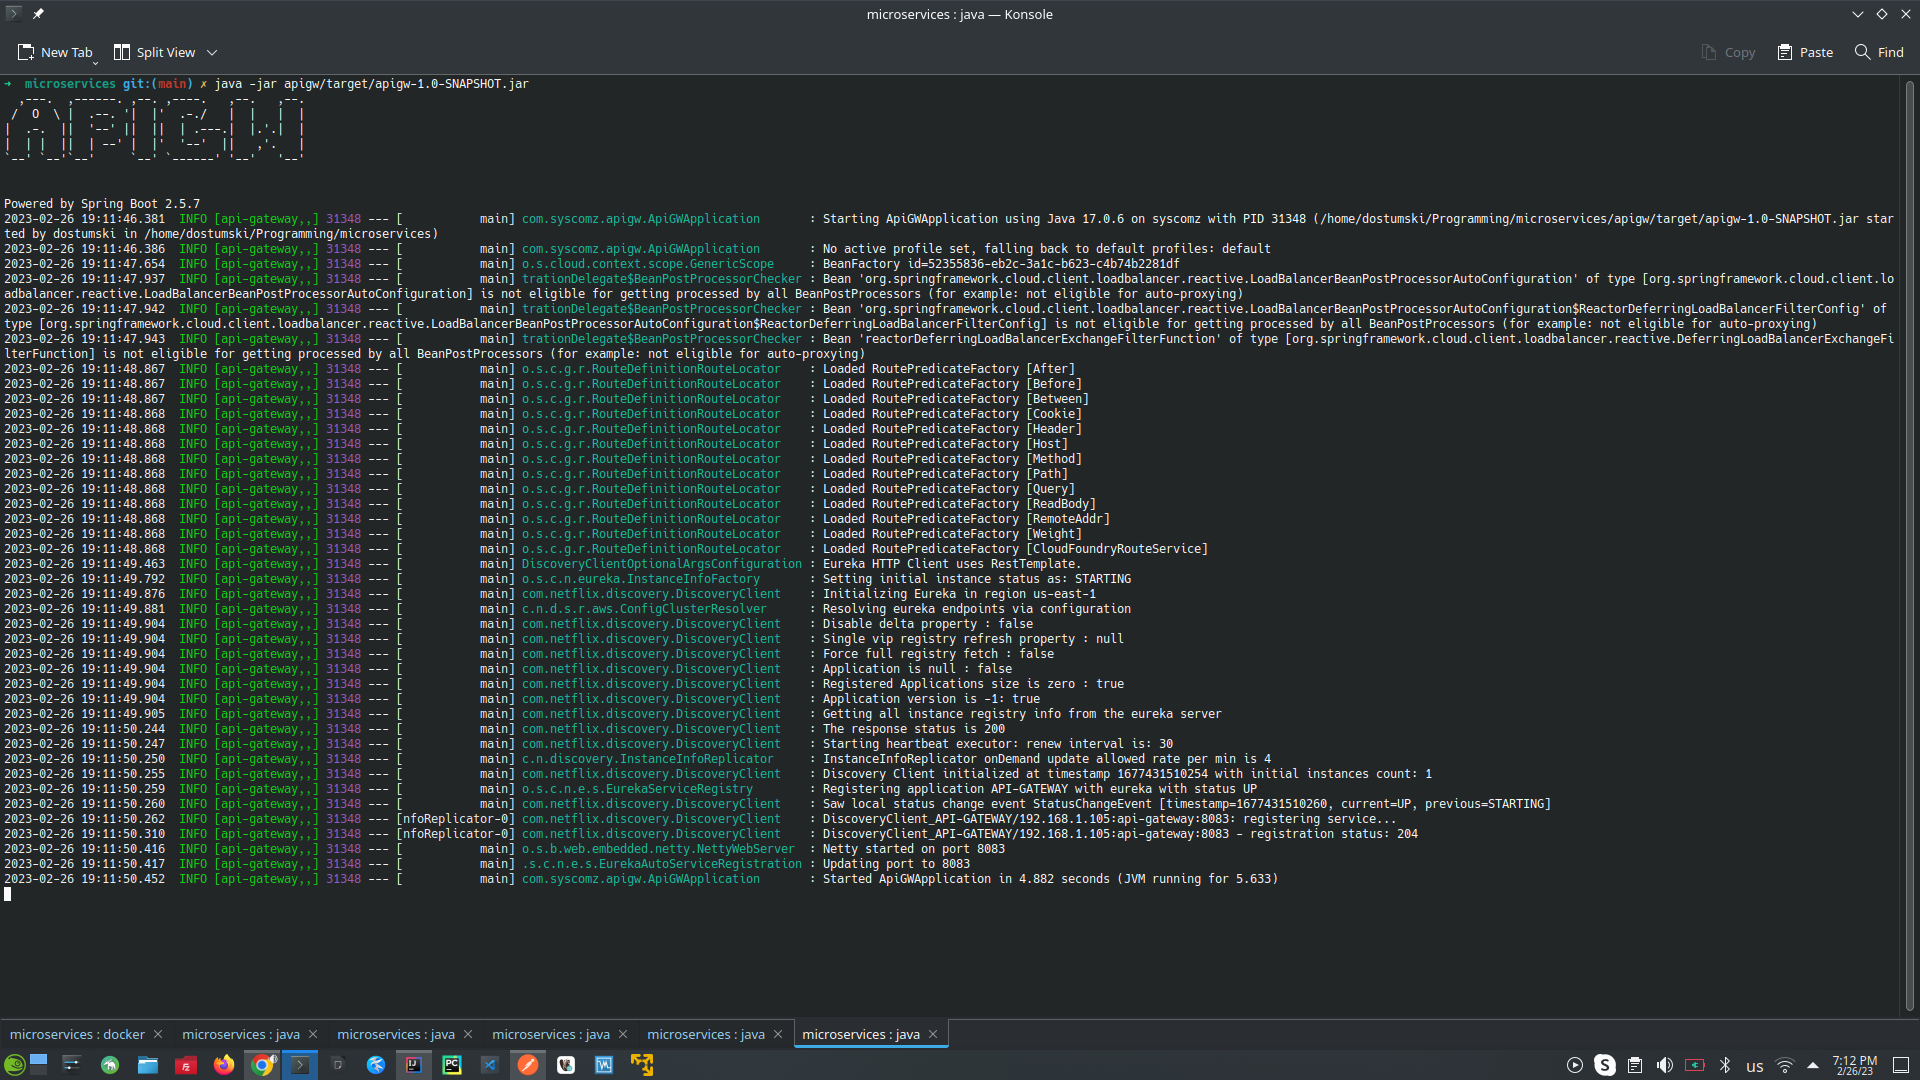 microservices : java — Konsole
New Tab
Split View
Copy
Paste
Find
➜  microservices git:(main) ✗ java -jar apigw/target/apigw-1.0-SNAPSHOT.jar
Powered by Spring Boot 2.5.7
2023-02-26 19:11:46.381  INFO [api-gateway,,] 31348 --- [           main] com.syscomz.apigw.ApiGWApplication       : Starting ApiGWApplication using Java 17.0.6 on syscomz with PID 31348 (/home/dostumski/Programming/microservices/apigw/target/apigw-1.0-SNAPSHOT.jar star
ted by dostumski in /home/dostumski/Programming/microservices)
2023-02-26 19:11:46.386  INFO [api-gateway,,] 31348 --- [           main] com.syscomz.apigw.ApiGWApplication       : No active profile set, falling back to default profiles: default
2023-02-26 19:11:47.654  INFO [api-gateway,,] 31348 --- [           main] o.s.cloud.context.scope.GenericScope     : BeanFactory id=52355836-eb2c-3a1c-b623-c4b74b2281df
2023-02-26 19:11:47.937  INFO [api-gateway,,] 31348 --- [           main] trationDelegate$BeanPostProcessorChecker : Bean 'org.springframework.cloud.client.loadbalancer.reactive.LoadBalancerBeanPostProcessorAutoConfiguration' of type [org.springframework.cloud.client.lo
adbalancer.reactive.LoadBalancerBeanPostProcessorAutoConfiguration] is not eligible for getting processed by all BeanPostProcessors (for example: not eligible for auto-proxying)
2023-02-26 19:11:47.942  INFO [api-gateway,,] 31348 --- [           main] trationDelegate$BeanPostProcessorChecker : Bean 'org.springframework.cloud.client.loadbalancer.reactive.LoadBalancerBeanPostProcessorAutoConfiguration$ReactorDeferringLoadBalancerFilterConfig' of
type [org.springframework.cloud.client.loadbalancer.reactive.LoadBalancerBeanPostProcessorAutoConfiguration$ReactorDeferringLoadBalancerFilterConfig] is not eligible for getting processed by all BeanPostProcessors (for example: not eligible for auto-proxying)
2023-02-26 19:11:47.943  INFO [api-gateway,,] 31348 --- [           main] trationDelegate$BeanPostProcessorChecker : Bean 'reactorDeferringLoadBalancerExchangeFilterFunction' of type [org.springframework.cloud.client.loadbalancer.reactive.DeferringLoadBalancerExchangeFi
lterFunction] is not eligible for getting processed by all BeanPostProcessors (for example: not eligible for auto-proxying)
2023-02-26 19:11:48.867  INFO [api-gateway,,] 31348 --- [           main] o.s.c.g.r.RouteDefinitionRouteLocator    : Loaded RoutePredicateFactory [After]
2023-02-26 19:11:48.867  INFO [api-gateway,,] 31348 --- [           main] o.s.c.g.r.RouteDefinitionRouteLocator    : Loaded RoutePredicateFactory [Before]
2023-02-26 19:11:48.867  INFO [api-gateway,,] 31348 --- [           main] o.s.c.g.r.RouteDefinitionRouteLocator    : Loaded RoutePredicateFactory [Between]
2023-02-26 19:11:48.868  INFO [api-gateway,,] 31348 --- [           main] o.s.c.g.r.RouteDefinitionRouteLocator    : Loaded RoutePredicateFactory [Cookie]
2023-02-26 19:11:48.868  INFO [api-gateway,,] 31348 --- [           main] o.s.c.g.r.RouteDefinitionRouteLocator    : Loaded RoutePredicateFactory [Header]
2023-02-26 19:11:48.868  INFO [api-gateway,,] 31348 --- [           main] o.s.c.g.r.RouteDefinitionRouteLocator    : Loaded RoutePredicateFactory [Host]
2023-02-26 19:11:48.868  INFO [api-gateway,,] 31348 --- [           main] o.s.c.g.r.RouteDefinitionRouteLocator    : Loaded RoutePredicateFactory [Method]
2023-02-26 19:11:48.868  INFO [api-gateway,,] 31348 --- [           main] o.s.c.g.r.RouteDefinitionRouteLocator    : Loaded RoutePredicateFactory [Path]
2023-02-26 19:11:48.868  INFO [api-gateway,,] 31348 --- [           main] o.s.c.g.r.RouteDefinitionRouteLocator    : Loaded RoutePredicateFactory [Query]
2023-02-26 19:11:48.868  INFO [api-gateway,,] 31348 --- [           main] o.s.c.g.r.RouteDefinitionRouteLocator    : Loaded RoutePredicateFactory [ReadBody]
2023-02-26 19:11:48.868  INFO [api-gateway,,] 31348 --- [           main] o.s.c.g.r.RouteDefinitionRouteLocator    : Loaded RoutePredicateFactory [RemoteAddr]
2023-02-26 19:11:48.868  INFO [api-gateway,,] 31348 --- [           main] o.s.c.g.r.RouteDefinitionRouteLocator    : Loaded RoutePredicateFactory [Weight]
2023-02-26 19:11:48.868  INFO [api-gateway,,] 31348 --- [           main] o.s.c.g.r.RouteDefinitionRouteLocator    : Loaded RoutePredicateFactory [CloudFoundryRouteService]
2023-02-26 19:11:49.463  INFO [api-gateway,,] 31348 --- [           main] DiscoveryClientOptionalArgsConfiguration : Eureka HTTP Client uses RestTemplate.
2023-02-26 19:11:49.792  INFO [api-gateway,,] 31348 --- [           main] o.s.c.n.eureka.InstanceInfoFactory       : Setting initial instance status as: STARTING
2023-02-26 19:11:49.876  INFO [api-gateway,,] 31348 --- [           main] com.netflix.discovery.DiscoveryClient    : Initializing Eureka in region us-east-1
2023-02-26 19:11:49.881  INFO [api-gateway,,] 31348 --- [           main] c.n.d.s.r.aws.ConfigClusterResolver      : Resolving eureka endpoints via configuration
2023-02-26 19:11:49.904  INFO [api-gateway,,] 31348 --- [           main] com.netflix.discovery.DiscoveryClient    : Disable delta property : false
2023-02-26 19:11:49.904  INFO [api-gateway,,] 31348 --- [           main] com.netflix.discovery.DiscoveryClient    : Single vip registry refresh property : null
2023-02-26 19:11:49.904  INFO [api-gateway,,] 31348 --- [           main] com.netflix.discovery.DiscoveryClient    : Force full registry fetch : false
2023-02-26 19:11:49.904  INFO [api-gateway,,] 31348 --- [           main] com.netflix.discovery.DiscoveryClient    : Application is null : false
2023-02-26 19:11:49.904  INFO [api-gateway,,] 31348 --- [           main] com.netflix.discovery.DiscoveryClient    : Registered Applications size is zero : true
2023-02-26 19:11:49.904  INFO [api-gateway,,] 31348 --- [           main] com.netflix.discovery.DiscoveryClient    : Application version is -1: true
2023-02-26 19:11:49.905  INFO [api-gateway,,] 31348 --- [           main] com.netflix.discovery.DiscoveryClient    : Getting all instance registry info from the eureka server
2023-02-26 19:11:50.244  INFO [api-gateway,,] 31348 --- [           main] com.netflix.discovery.DiscoveryClient    : The response status is 200
2023-02-26 19:11:50.247  INFO [api-gateway,,] 31348 --- [           main] com.netflix.discovery.DiscoveryClient    : Starting heartbeat executor: renew interval is: 30
2023-02-26 19:11:50.250  INFO [api-gateway,,] 31348 --- [           main] c.n.discovery.InstanceInfoReplicator     : InstanceInfoReplicator onDemand update allowed rate per min is 4
2023-02-26 19:11:50.255  INFO [api-gateway,,] 31348 --- [           main] com.netflix.discovery.DiscoveryClient    : Discovery Client initialized at timestamp 1677431510254 with initial instances count: 1
2023-02-26 19:11:50.259  INFO [api-gateway,,] 31348 --- [           main] o.s.c.n.e.s.EurekaServiceRegistry        : Registering application API-GATEWAY with eureka with status UP
2023-02-26 19:11:50.260  INFO [api-gateway,,] 31348 --- [           main] com.netflix.discovery.DiscoveryClient    : Saw local status change event StatusChangeEvent [timestamp=1677431510260, current=UP, previous=STARTING]
2023-02-26 19:11:50.262  INFO [api-gateway,,] 31348 --- [nfoReplicator-0] com.netflix.discovery.DiscoveryClient    : DiscoveryClient_API-GATEWAY/192.168.1.105:api-gateway:8083: registering service...
2023-02-26 19:11:50.310  INFO [api-gateway,,] 31348 --- [nfoReplicator-0] com.netflix.discovery.DiscoveryClient    : DiscoveryClient_API-GATEWAY/192.168.1.105:api-gateway:8083 - registration status: 204
2023-02-26 19:11:50.416  INFO [api-gateway,,] 31348 --- [           main] o.s.b.web.embedded.netty.NettyWebServer  : Netty started on port 8083
2023-02-26 19:11:50.417  INFO [api-gateway,,] 31348 --- [           main] .s.c.n.e.s.EurekaAutoServiceRegistration : Updating port to 8083
2023-02-26 19:11:50.452  INFO [api-gateway,,] 31348 --- [           main] com.syscomz.apigw.ApiGWApplication       : Started ApiGWApplication in 4.882 seconds (JVM running for 5.633)
microservices : docker
microservices : java
microservices : java
microservices : java
microservices : java
microservices : java
us
7:12 PM
2/26/23